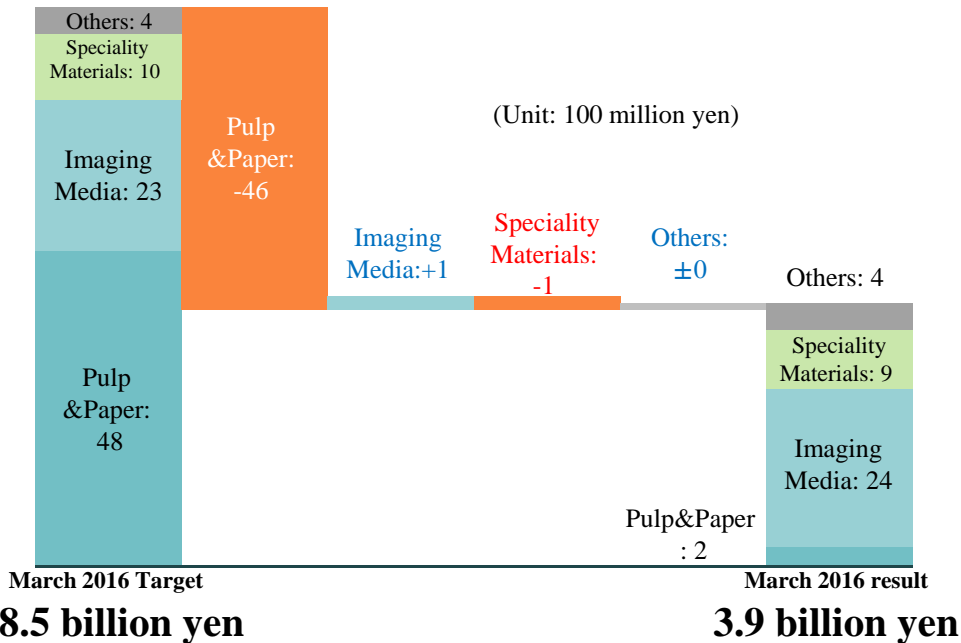 Others: 4
Speciality
Materials: 10
Imaging
Media: 23
Pulp
&Paper:
48
Pulp
&Paper:
-46
(Unit: 100 million yen)
Imaging
Media:+1
Speciality
Materials:
-1
Others:
±0
Others: 4
Speciality
Materials: 9
Imaging
Media: 24
Pulp&Paper
: 2
March 2016 Target
8.5 billion yen
March 2016 result
3.9 billion yen